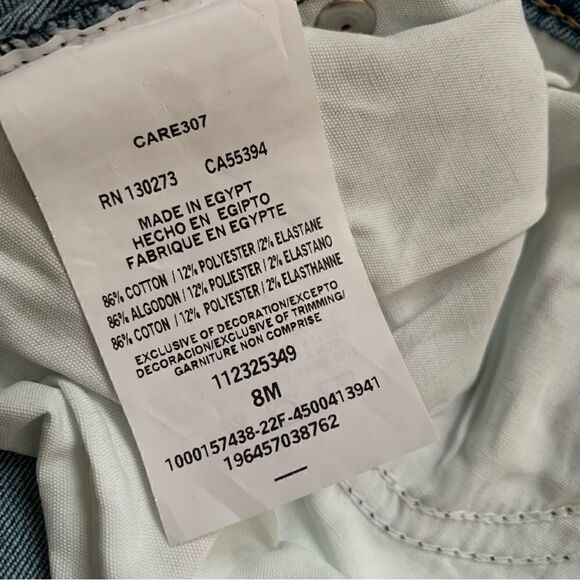 CARE307
RN 130273 CA55394
MADE IN EGYPT
HECHO EN EGIPTO
FABRIQUE EN EGYPTE
86% COTTON / 12% POLYESTER / 2% ELASTANE
86% ALGODON / 12% POLIESTER / 2% ELASTANO
86% COTON / 12% POLYESTER / 2% ELASTHANNE
EXCLUSIVE OF DECORATION/EXCEPTO
DECORACION/EXCLUSIVE OF TRIMMING/
GARNITURE NON COMPRISE
112325349
8M
1000157438-22F-4500413941
196457038762